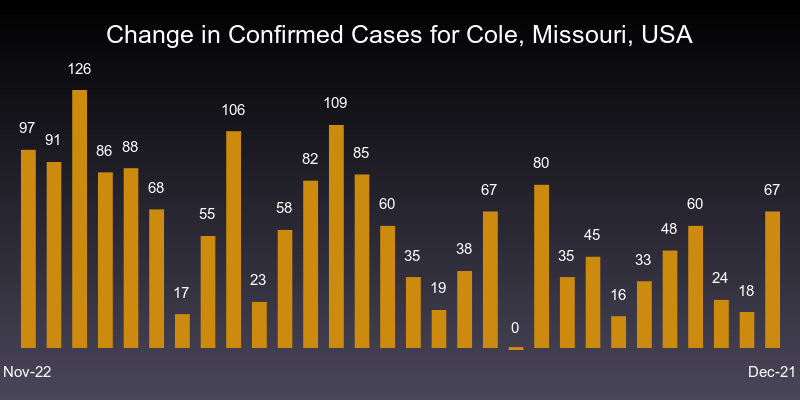 Change in Confirmed Cases for Cole, Missouri, USA
97 91 126 86 88 68 17 55 106 23 58 82 109 85 60 35 19 38 67 0 80 35 45 16 33 48 60 24 18 67
Nov-22 Dec-21